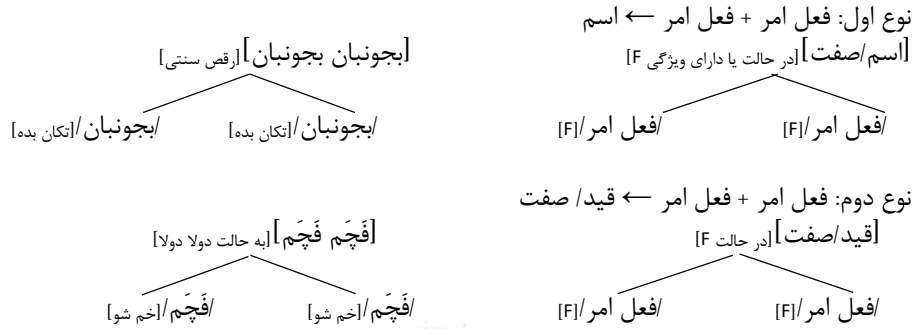 نوع اول: فعل امر + فعل امر ← اسم
[اسم/صفت][در حالت یا دارای ویژگی F] [بجونبان بجونبان][رقص سنتی]
/فعل امر/[F] /فعل امر/[F] /بجونبان/[تکان بده] /بجونبان/[تکان بده]
نوع دوم: فعل امر + فعل امر ← قید/ صفت
[قید/صفت][در حالت F] [فَچَم فَچَم][به حالت دولا دولا]
/فعل امر/[F] /فعل امر/[F] /فَچَم/[خم شو] /فَچَم/[خم شو]